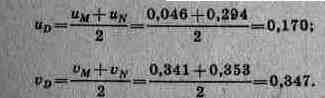 u_D = (u_M + u_N)/2 = (0,046 + 0,294)/2 = 0,170;
v_D = (v_M + v_N)/2 = (0,341 + 0,353)/2 = 0,347.